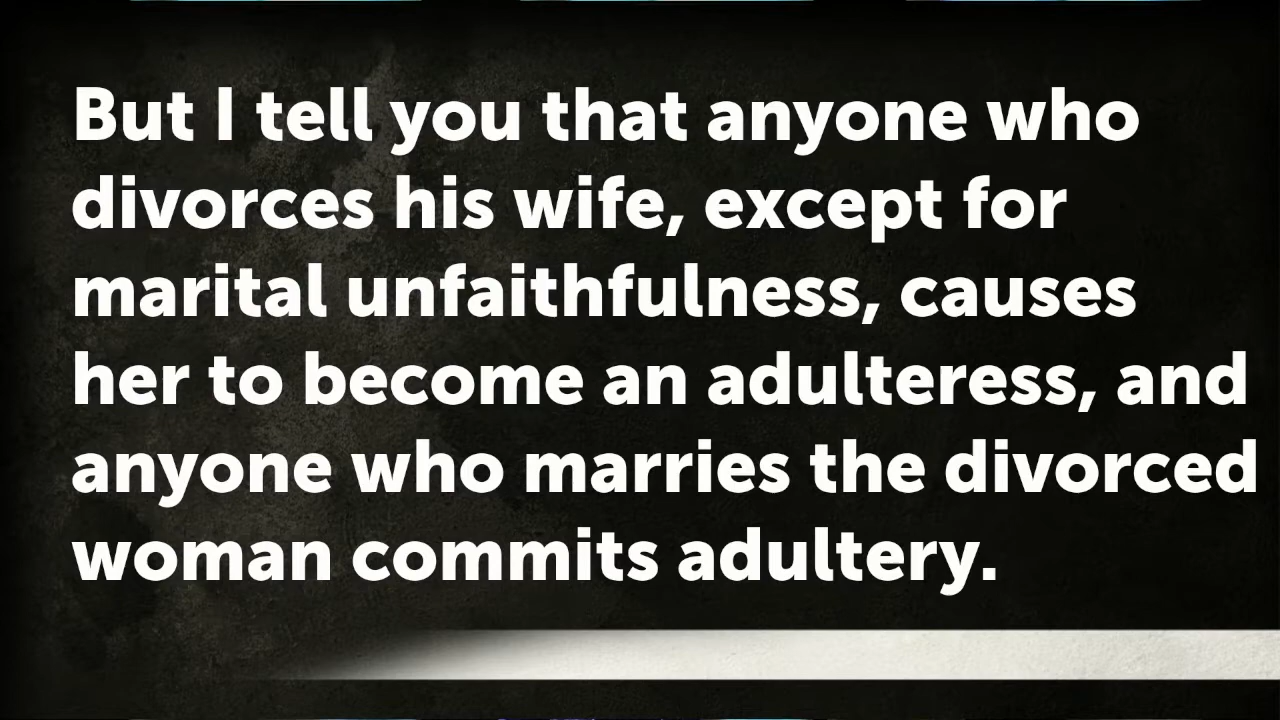 But I tell you that anyone who
divorces his wife, except for
marital unfaithfulness, causes
her to become an adulteress, and
anyone who marries the divorced
woman commits adultery.